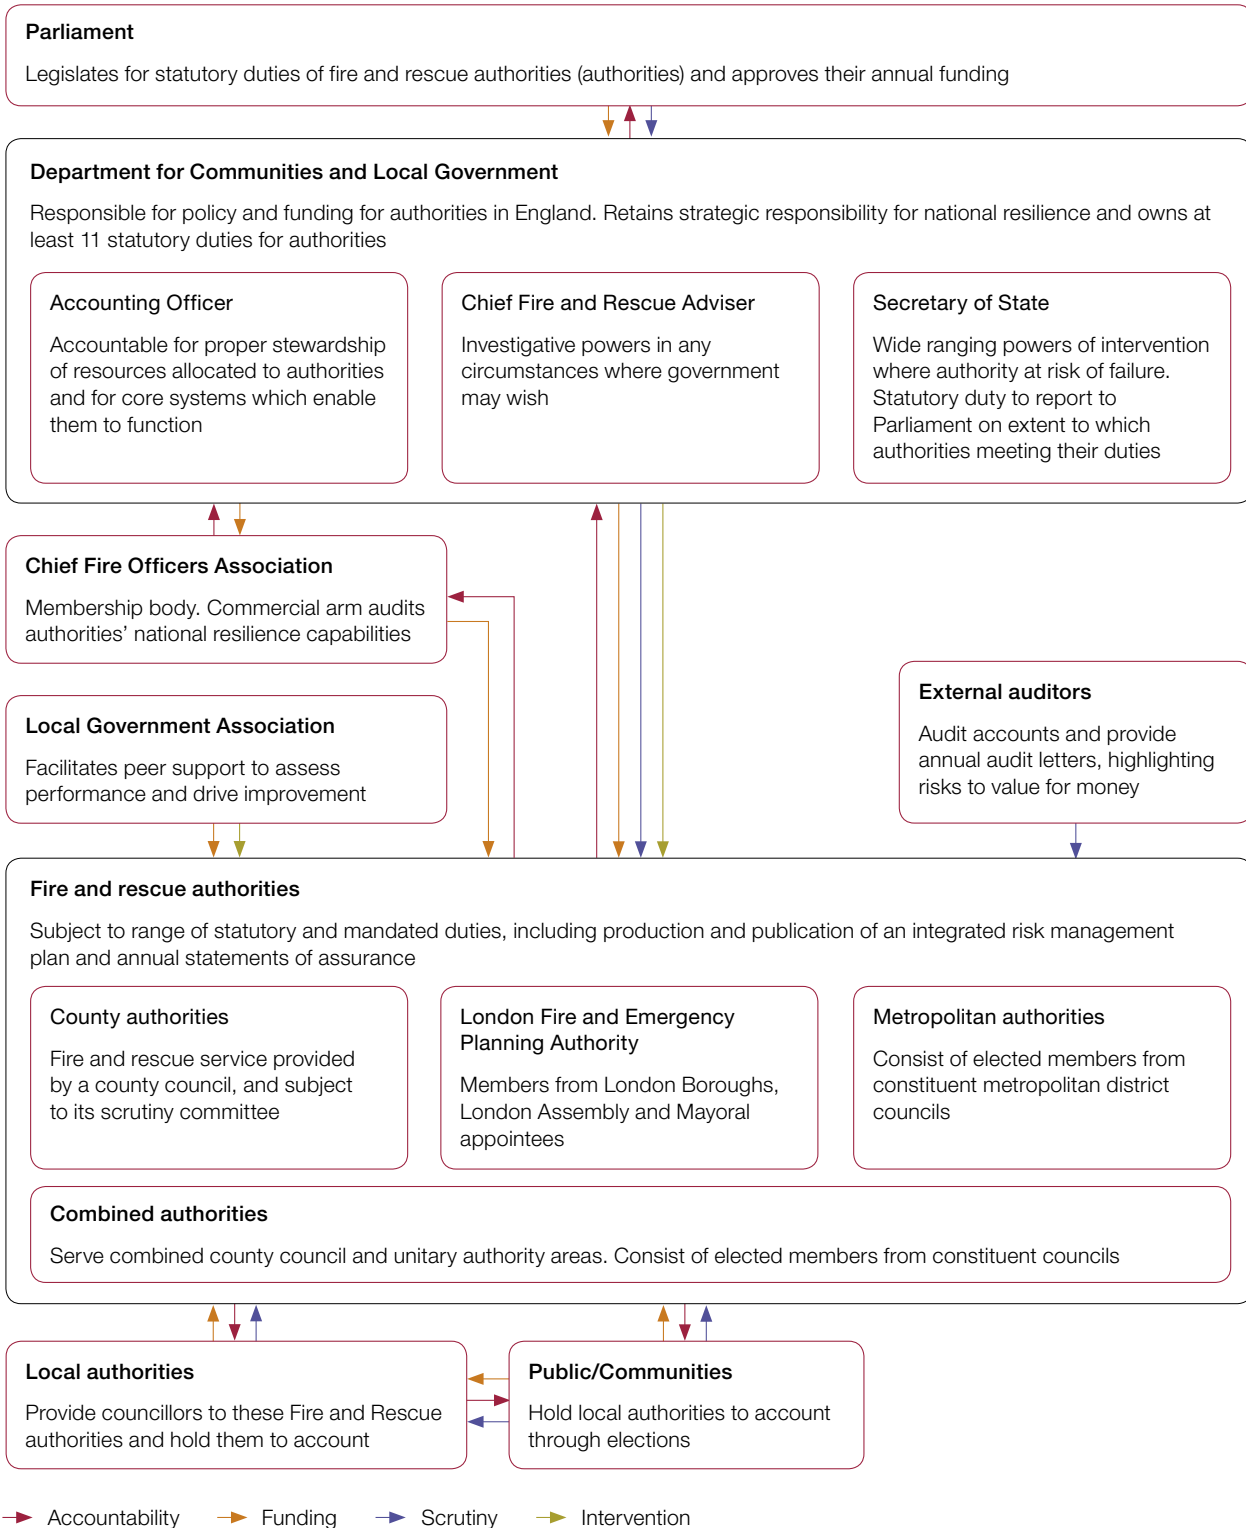 Parliament
Legislates for statutory duties of fire and rescue authorities (authorities) and approves their annual funding
Department for Communities and Local Government
Responsible for policy and funding for authorities in England. Retains strategic responsibility for national resilience and owns at
least 11 statutory duties for authorities
Accounting Officer
Accountable for proper stewardship
of resources allocated to authorities
and for core systems which enable
them to function
Chief Fire and Rescue Adviser
Investigative powers in any
circumstances where government
may wish
Secretary of State
Wide ranging powers of intervention
where authority at risk of failure.
Statutory duty to report to
Parliament on extent to which
authorities meeting their duties
Chief Fire Officers Association
Membership body. Commercial arm audits
authorities’ national resilience capabilities
Local Government Association
Facilitates peer support to assess
performance and drive improvement
External auditors
Audit accounts and provide
annual audit letters, highlighting
risks to value for money
Fire and rescue authorities
Subject to range of statutory and mandated duties, including production and publication of an integrated risk management
plan and annual statements of assurance
County authorities
Fire and rescue service provided
by a county council, and subject
to its scrutiny committee
London Fire and Emergency
Planning Authority
Members from London Boroughs,
London Assembly and Mayoral
appointees
Metropolitan authorities
Consist of elected members from
constituent metropolitan district
councils
Combined authorities
Serve combined county council and unitary authority areas. Consist of elected members from constituent councils
Local authorities
Provide councillors to these Fire and Rescue
authorities and hold them to account
Public/Communities
Hold local authorities to account
through elections
Accountability Funding Scrutiny Intervention